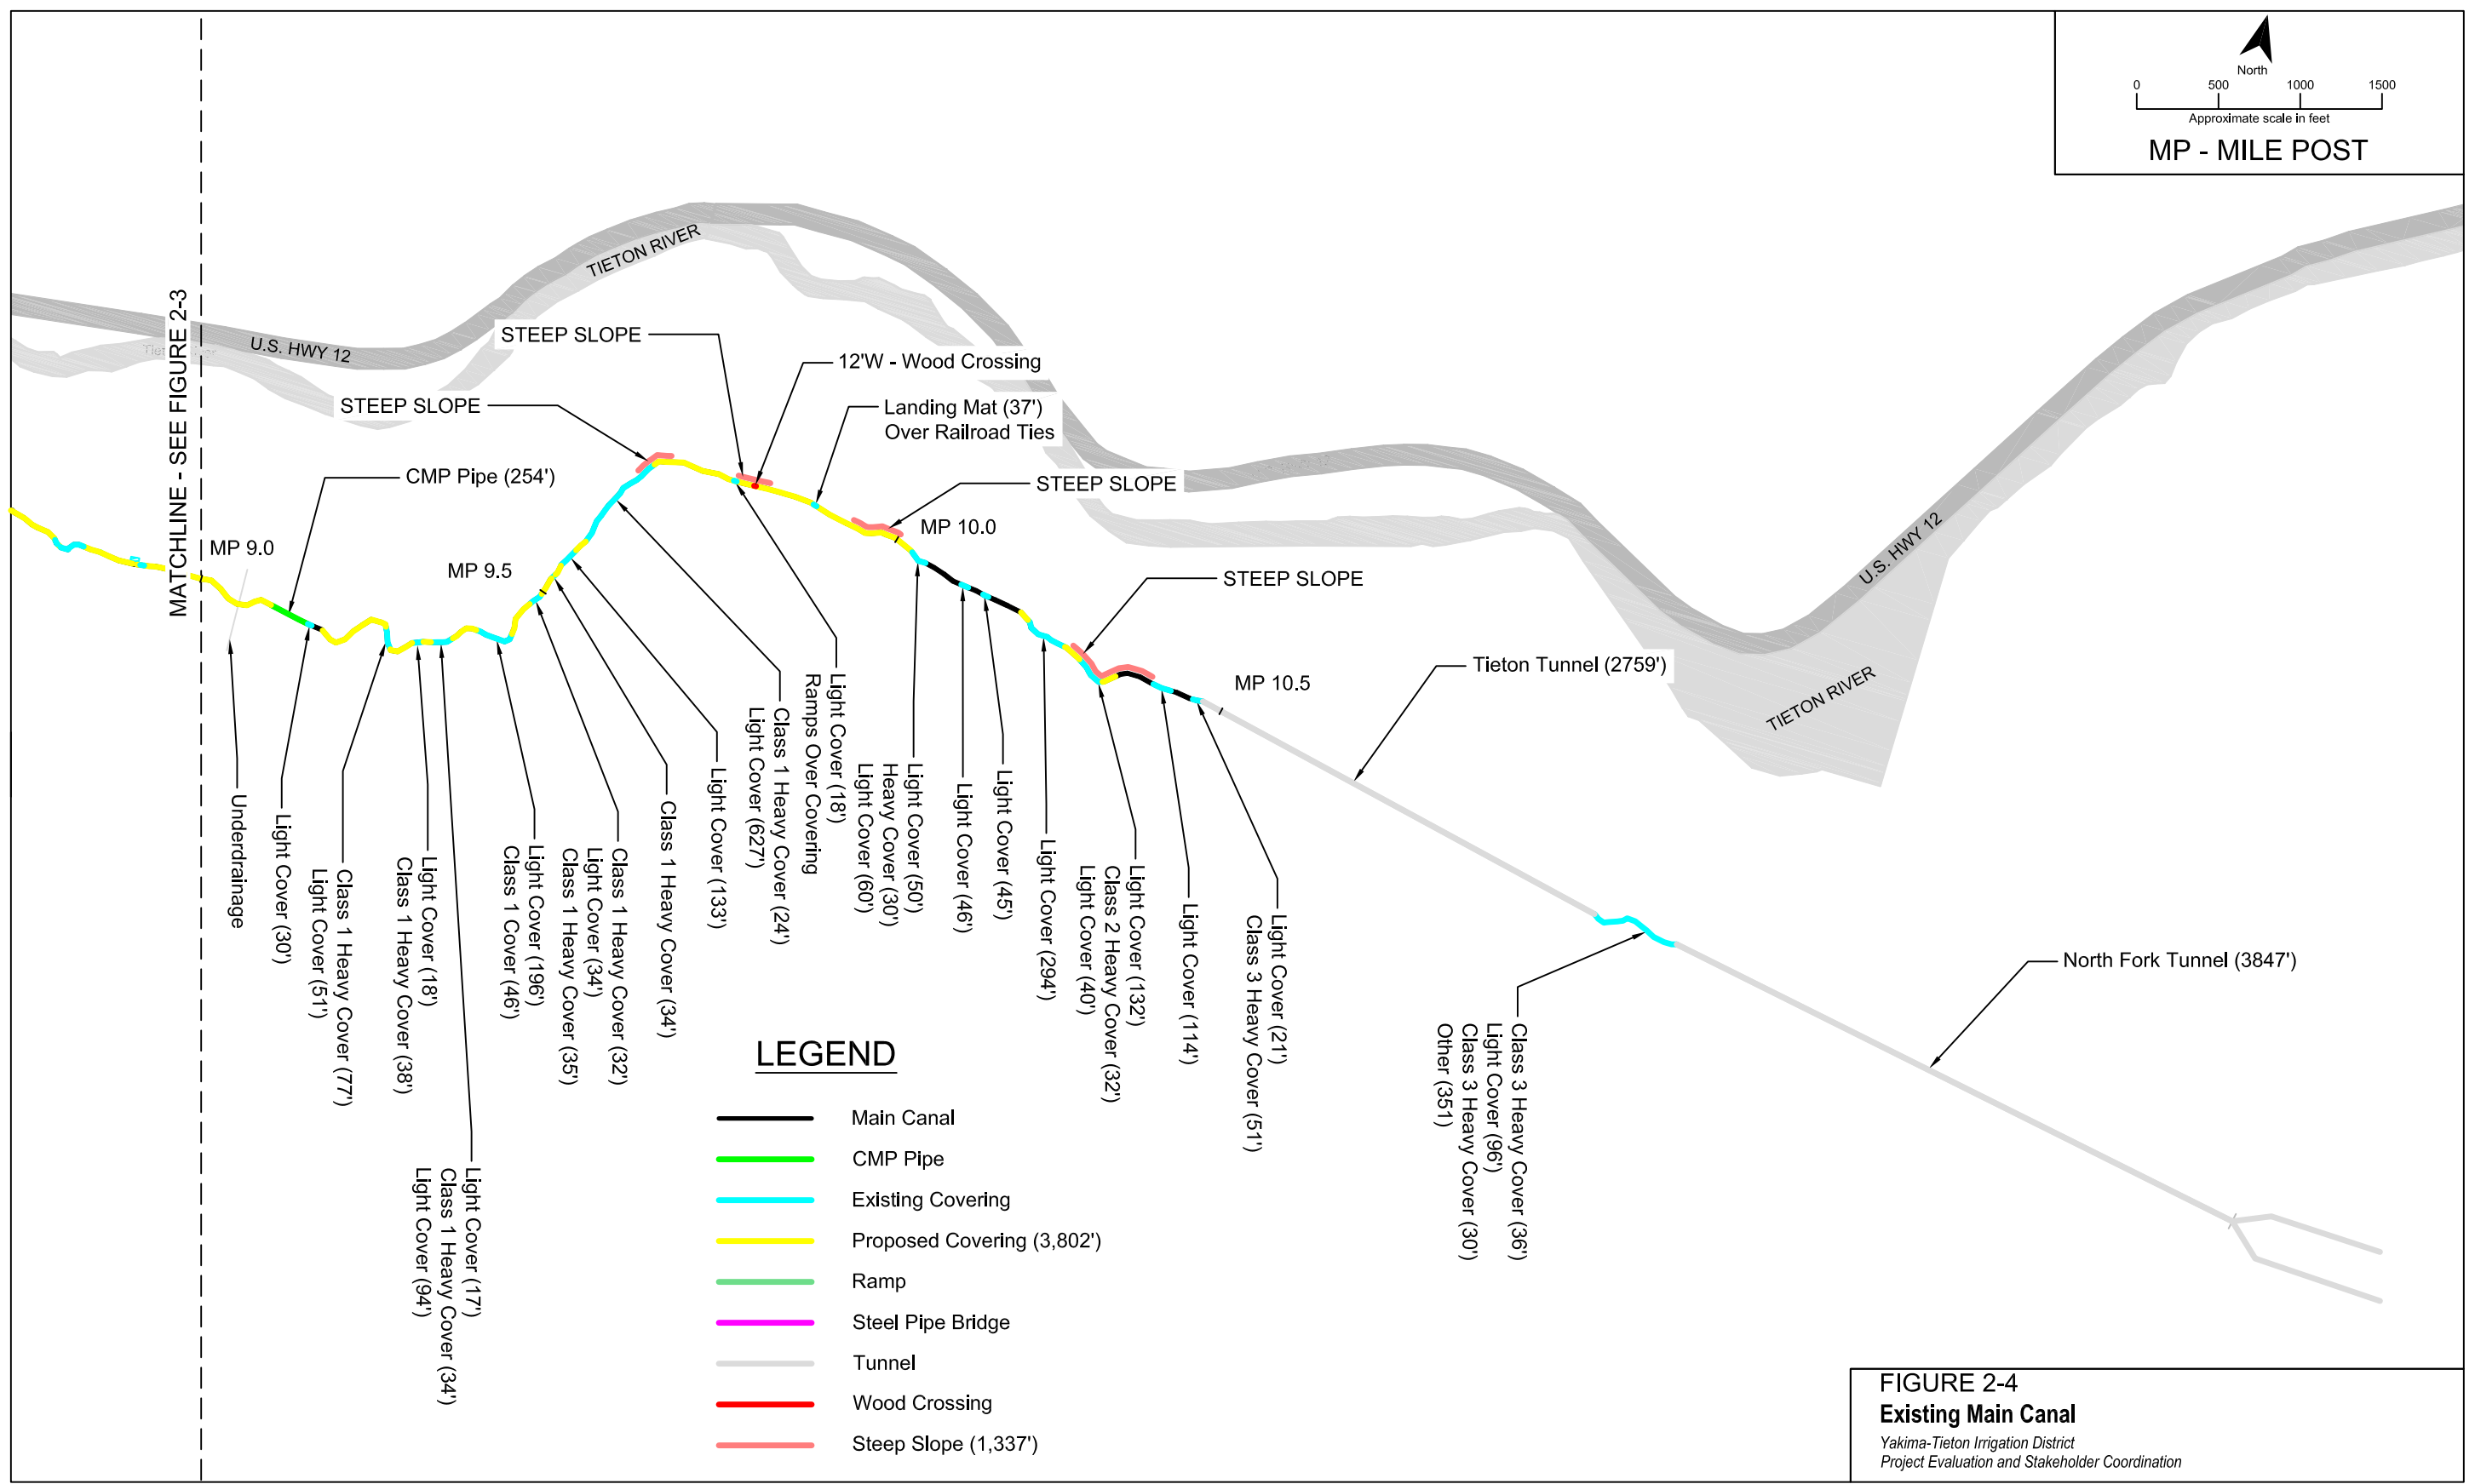 North
0 500 1000 1500
Approximate scale in feet
MP - MILE POST
MATCHLINE - SEE FIGURE 2-3
U.S. HWY 12
TIETON RIVER
STEEP SLOPE
12'W - Wood Crossing
STEEP SLOPE
Landing Mat (37')
Over Railroad Ties
CMP Pipe (254')
STEEP SLOPE
MP 10.0
MP 9.0
MP 9.5
STEEP SLOPE
MP 10.5
Tieton Tunnel (2759')
U.S. HWY 12
TIETON RIVER
North Fork Tunnel (3847')
Underdrainage
Light Cover (30')
Class 1 Heavy Cover (77')
Light Cover (51')
Light Cover (18')
Class 1 Heavy Cover (38')
Light Cover (17')
Class 1 Heavy Cover (34')
Light Cover (94')
Light Cover (196')
Class 1 Cover (46')
Class 1 Heavy Cover (32')
Light Cover (34')
Class 1 Heavy Cover (35')
Class 1 Heavy Cover (34')
Light Cover (133')
Class 1 Heavy Cover (24')
Light Cover (627')
Light Cover (18')
Ramps Over Covering
Light Cover (50')
Heavy Cover (30')
Light Cover (60')
Light Cover (46')
Light Cover (45')
Light Cover (294')
Light Cover (132')
Class 2 Heavy Cover (32')
Light Cover (40')
Light Cover (114')
Light Cover (21')
Class 3 Heavy Cover (51')
Class 3 Heavy Cover (36')
Light Cover (96')
Class 3 Heavy Cover (30')
Other (351)
LEGEND
Main Canal
CMP Pipe
Existing Covering
Proposed Covering (3,802')
Ramp
Steel Pipe Bridge
Tunnel
Wood Crossing
Steep Slope (1,337')
FIGURE 2-4
Existing Main Canal
Yakima-Tieton Irrigation District
Project Evaluation and Stakeholder Coordination